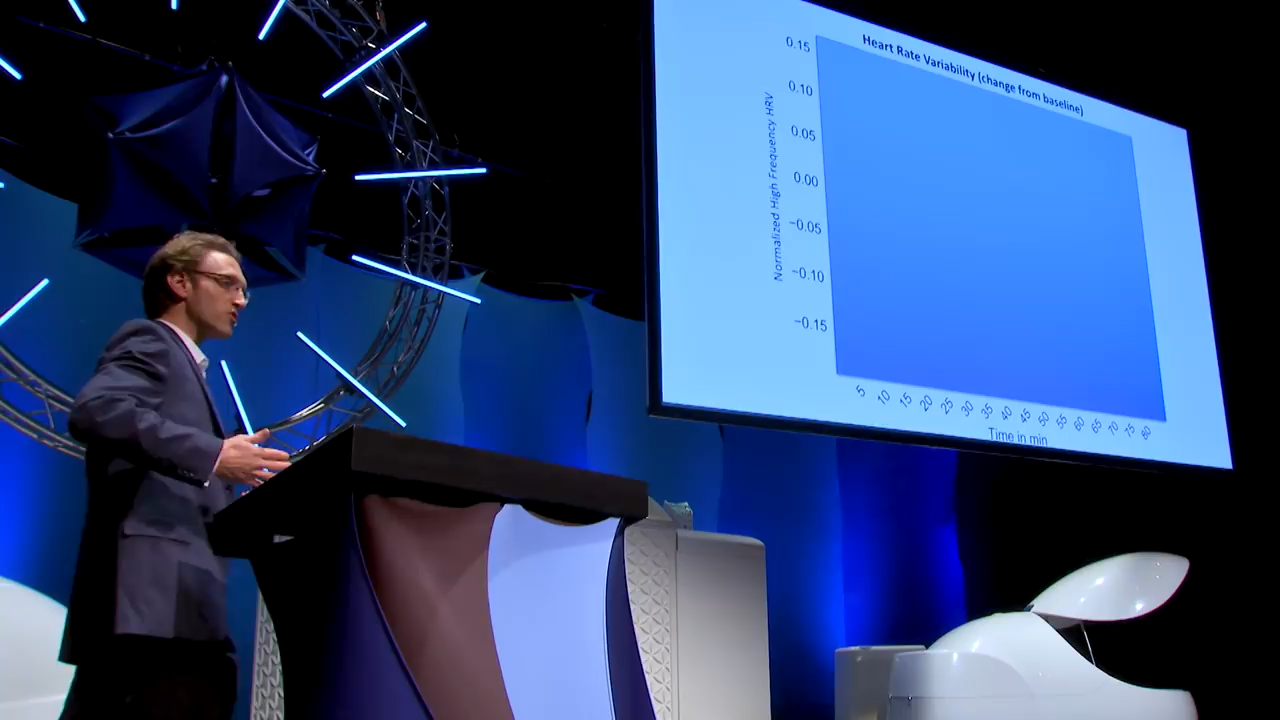 Heart Rate Variability (change from baseline)
Normalized High Frequency HRV
0.15
0.10
0.05
0.00
−0.05
−0.10
−0.15
5 10 15 20 25 30 35 40 45 50 55 60 65 70 75 80
Time in min